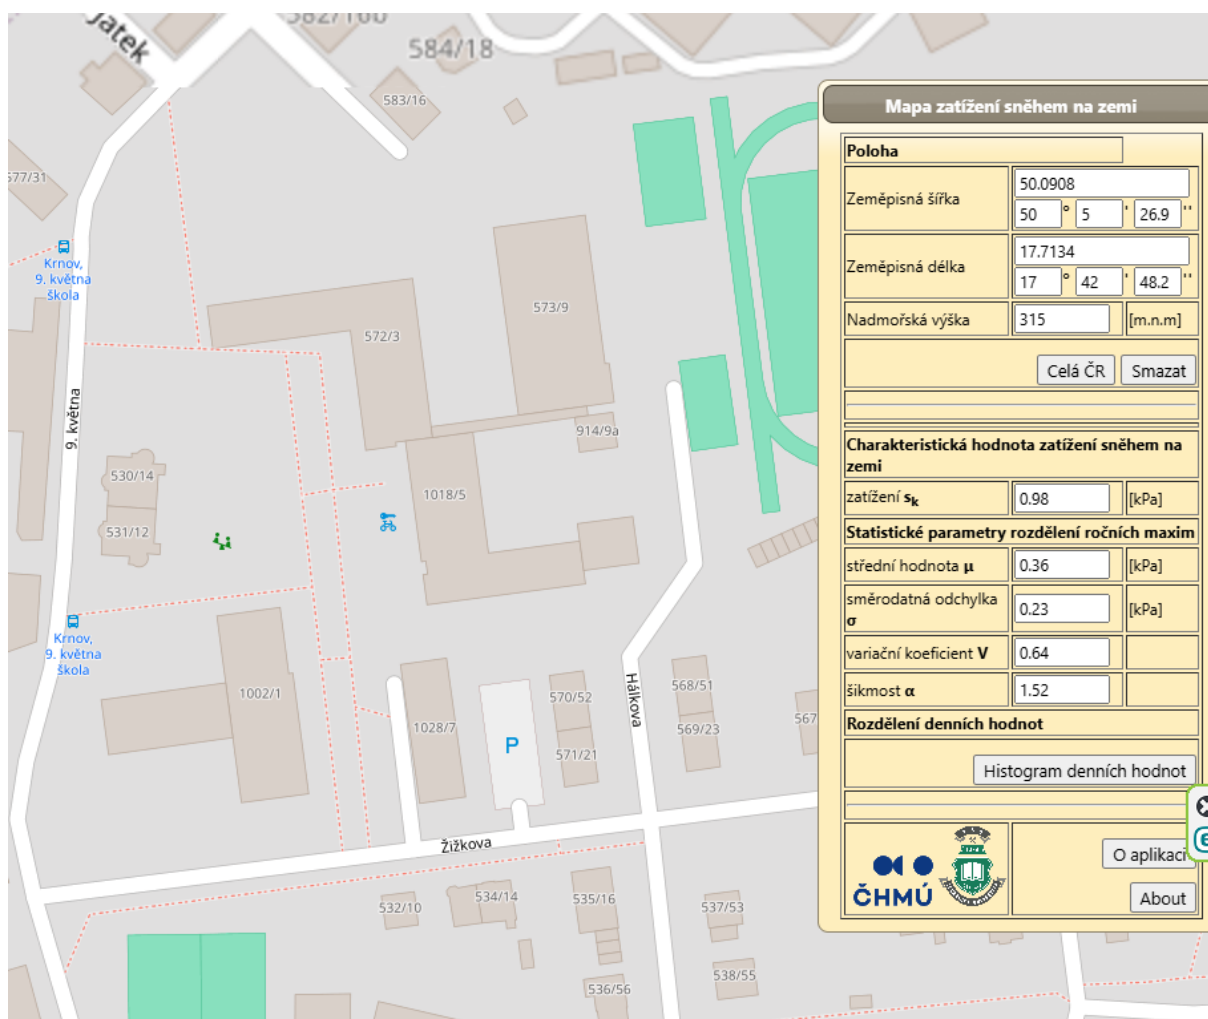 jatek
582/16b
584/18
583/16
577/31
Krnov,
9. května
škola
573/9
572/3
9. května
914/9a
530/14
1018/5
531/12
Krnov,
9. května
škola
1002/1
570/52
568/51
Hálkova
567
1028/7
P
571/21
569/23
Žižkova
532/10
534/14
535/16
537/53
538/55
536/56
Mapa zatížení sněhem na zemi
Poloha
Zeměpisná šířka
50.0908
50 ° 5 ' 26.9 ''
Zeměpisná délka
17.7134
17 ° 42 ' 48.2 ''
Nadmořská výška 315 [m.n.m]
Celá ČR Smazat
Charakteristická hodnota zatížení sněhem na
zemi
zatížení sk 0.98 [kPa]
Statistické parametry rozdělení ročních maxim
střední hodnota μ 0.36 [kPa]
směrodatná odchylka
σ 0.23 [kPa]
variační koeficient V 0.64
šikmost α 1.52
Rozdělení denních hodnot
Histogram denních hodnot
ČHMÚ
O aplikaci
About